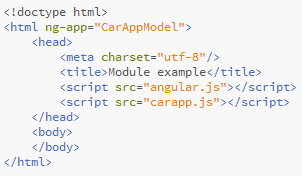 <!doctype html>
<html ng-app="CarAppModel">
    <head>
        <meta charset="utf-8"/>
        <title>Module example</title>
        <script src="angular.js"></script>
        <script src="carapp.js"></script>
    </head>
    <body>
    </body>
</html>